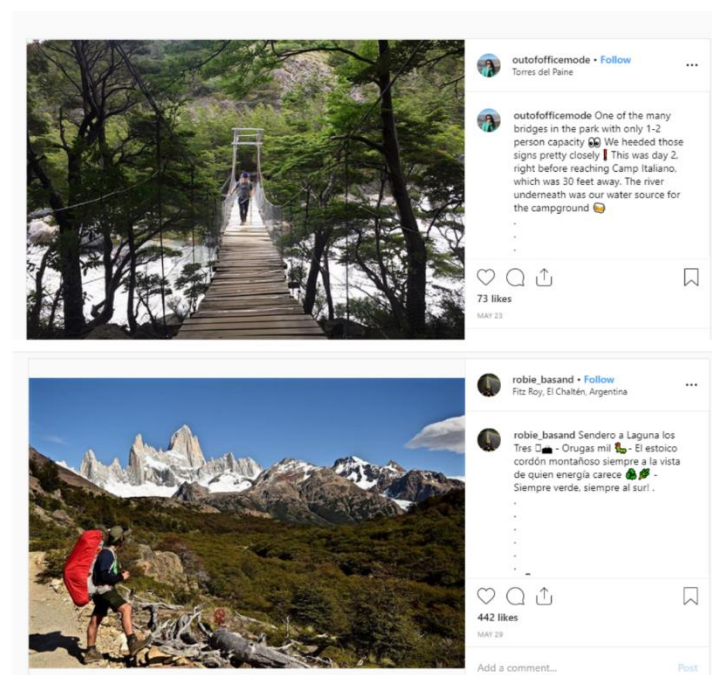 outofofficemode • Follow
Torres del Paine
outofofficemode One of the many
bridges in the park with only 1-2
person capacity 👀 We heeded those
signs pretty closely❗ This was day 2,
right before reaching Camp Italiano,
which was 30 feet away. The river
underneath was our water source for
the campground 🍻
.
.
.
73 likes
MAY 23
robie_basand • Follow
Fitz Roy, El Chaltén, Argentina
robie_basand Sendero a Laguna los
Tres - Orugas mil 🐛- El estoico
cordón montañoso siempre a la vista
de quien energía carece -
Siempre verde, siempre al sur! .
.
.
.
.
.
.
442 likes
MAY 29
Add a comment... Post